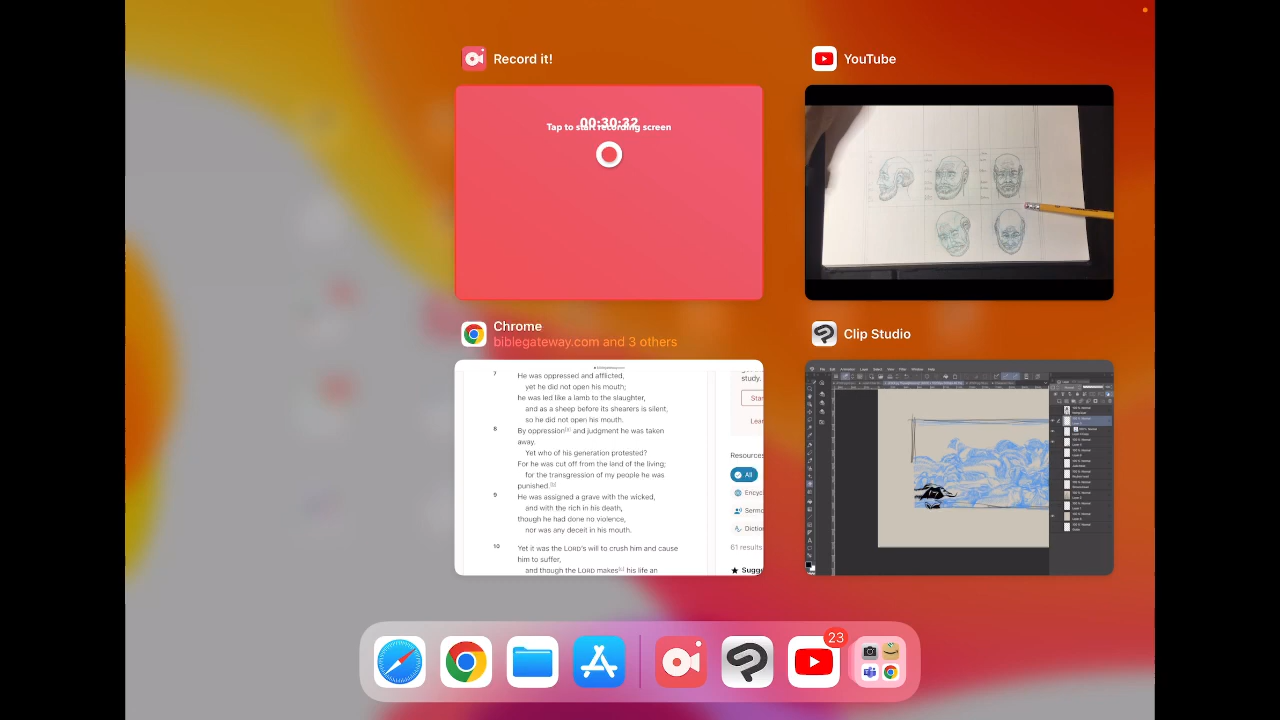 Record it!
YouTube
00:30:32
Tap to start recording screen
Chrome
biblegateway.com and 3 others
Clip Studio
7 He was oppressed and afflicted,
yet he did not open his mouth;
he was led like a lamb to the slaughter,
and as a sheep before its shearers is silent,
so he did not open his mouth.
8 By oppression and judgment he was taken
away.
Yet who of his generation protested?
For he was cut off from the land of the living;
for the transgression of my people he was
punished.
9 He was assigned a grave with the wicked,
and with the rich in his death,
though he had done no violence,
nor was any deceit in his mouth.
10 Yet it was the LORD's will to crush him and cause
him to suffer,
and though the LORD makes his life an
study.
Star
Lear
Resources
All
Encyc
Sermo
Dictio
61 results
Sugg
23